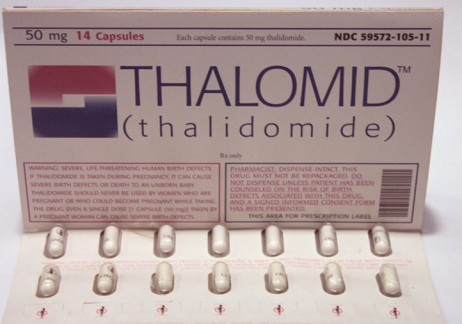 50 mg 14 Capsules
Each capsule contains 50 mg thalidomide.
NDC 59572-105-11
THALOMID™
(thalidomide)
Rx only
WARNING: SEVERE, LIFE-THREATENING HUMAN BIRTH DEFECTS.
IF THALIDOMIDE IS TAKEN DURING PREGNANCY, IT CAN CAUSE
SEVERE BIRTH DEFECTS OR DEATH TO AN UNBORN BABY.
THALIDOMIDE SHOULD NEVER BE USED BY WOMEN WHO ARE
PREGNANT OR WHO COULD BECOME PREGNANT WHILE TAKING
THE DRUG. EVEN A SINGLE DOSE [1 CAPSULE (50 mg)] TAKEN BY
A PREGNANT WOMAN CAN CAUSE SEVERE BIRTH DEFECTS.
PHARMACIST: DISPENSE INTACT. THIS
DRUG MUST NOT BE REPACKAGED. DO
NOT DISPENSE UNLESS PATIENT HAS BEEN
COUNSELED ON THE RISK OF BIRTH
DEFECTS ASSOCIATED WITH THIS DRUG,
AND A SIGNED INFORMED CONSENT FORM
HAS BEEN PRESENTED.
THIS AREA FOR PRESCRIPTION LABEL